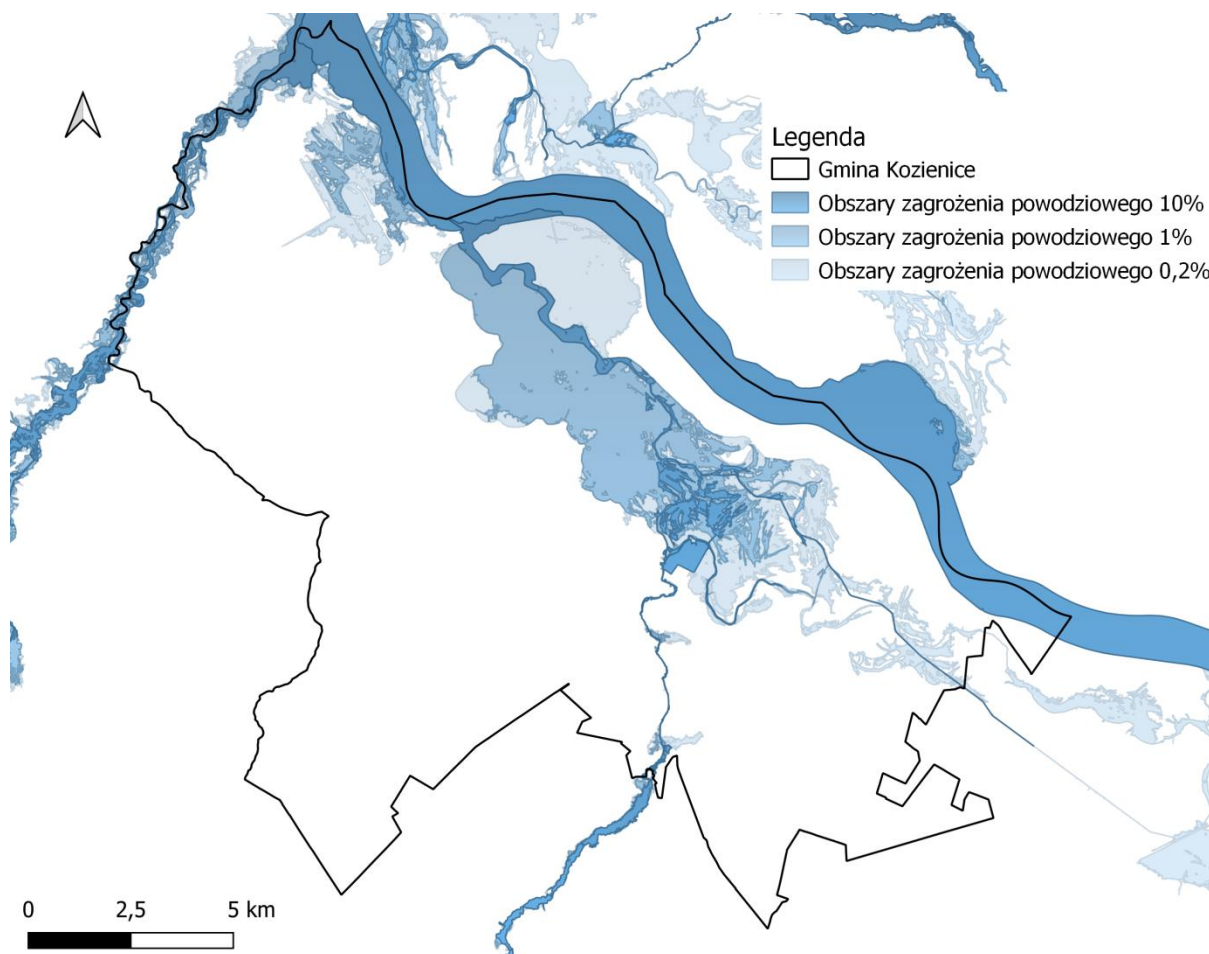 Legenda
Gmina Kozienice
Obszary zagrożenia powodziowego 10%
Obszary zagrożenia powodziowego 1%
Obszary zagrożenia powodziowego 0,2%
0 2,5 5 km